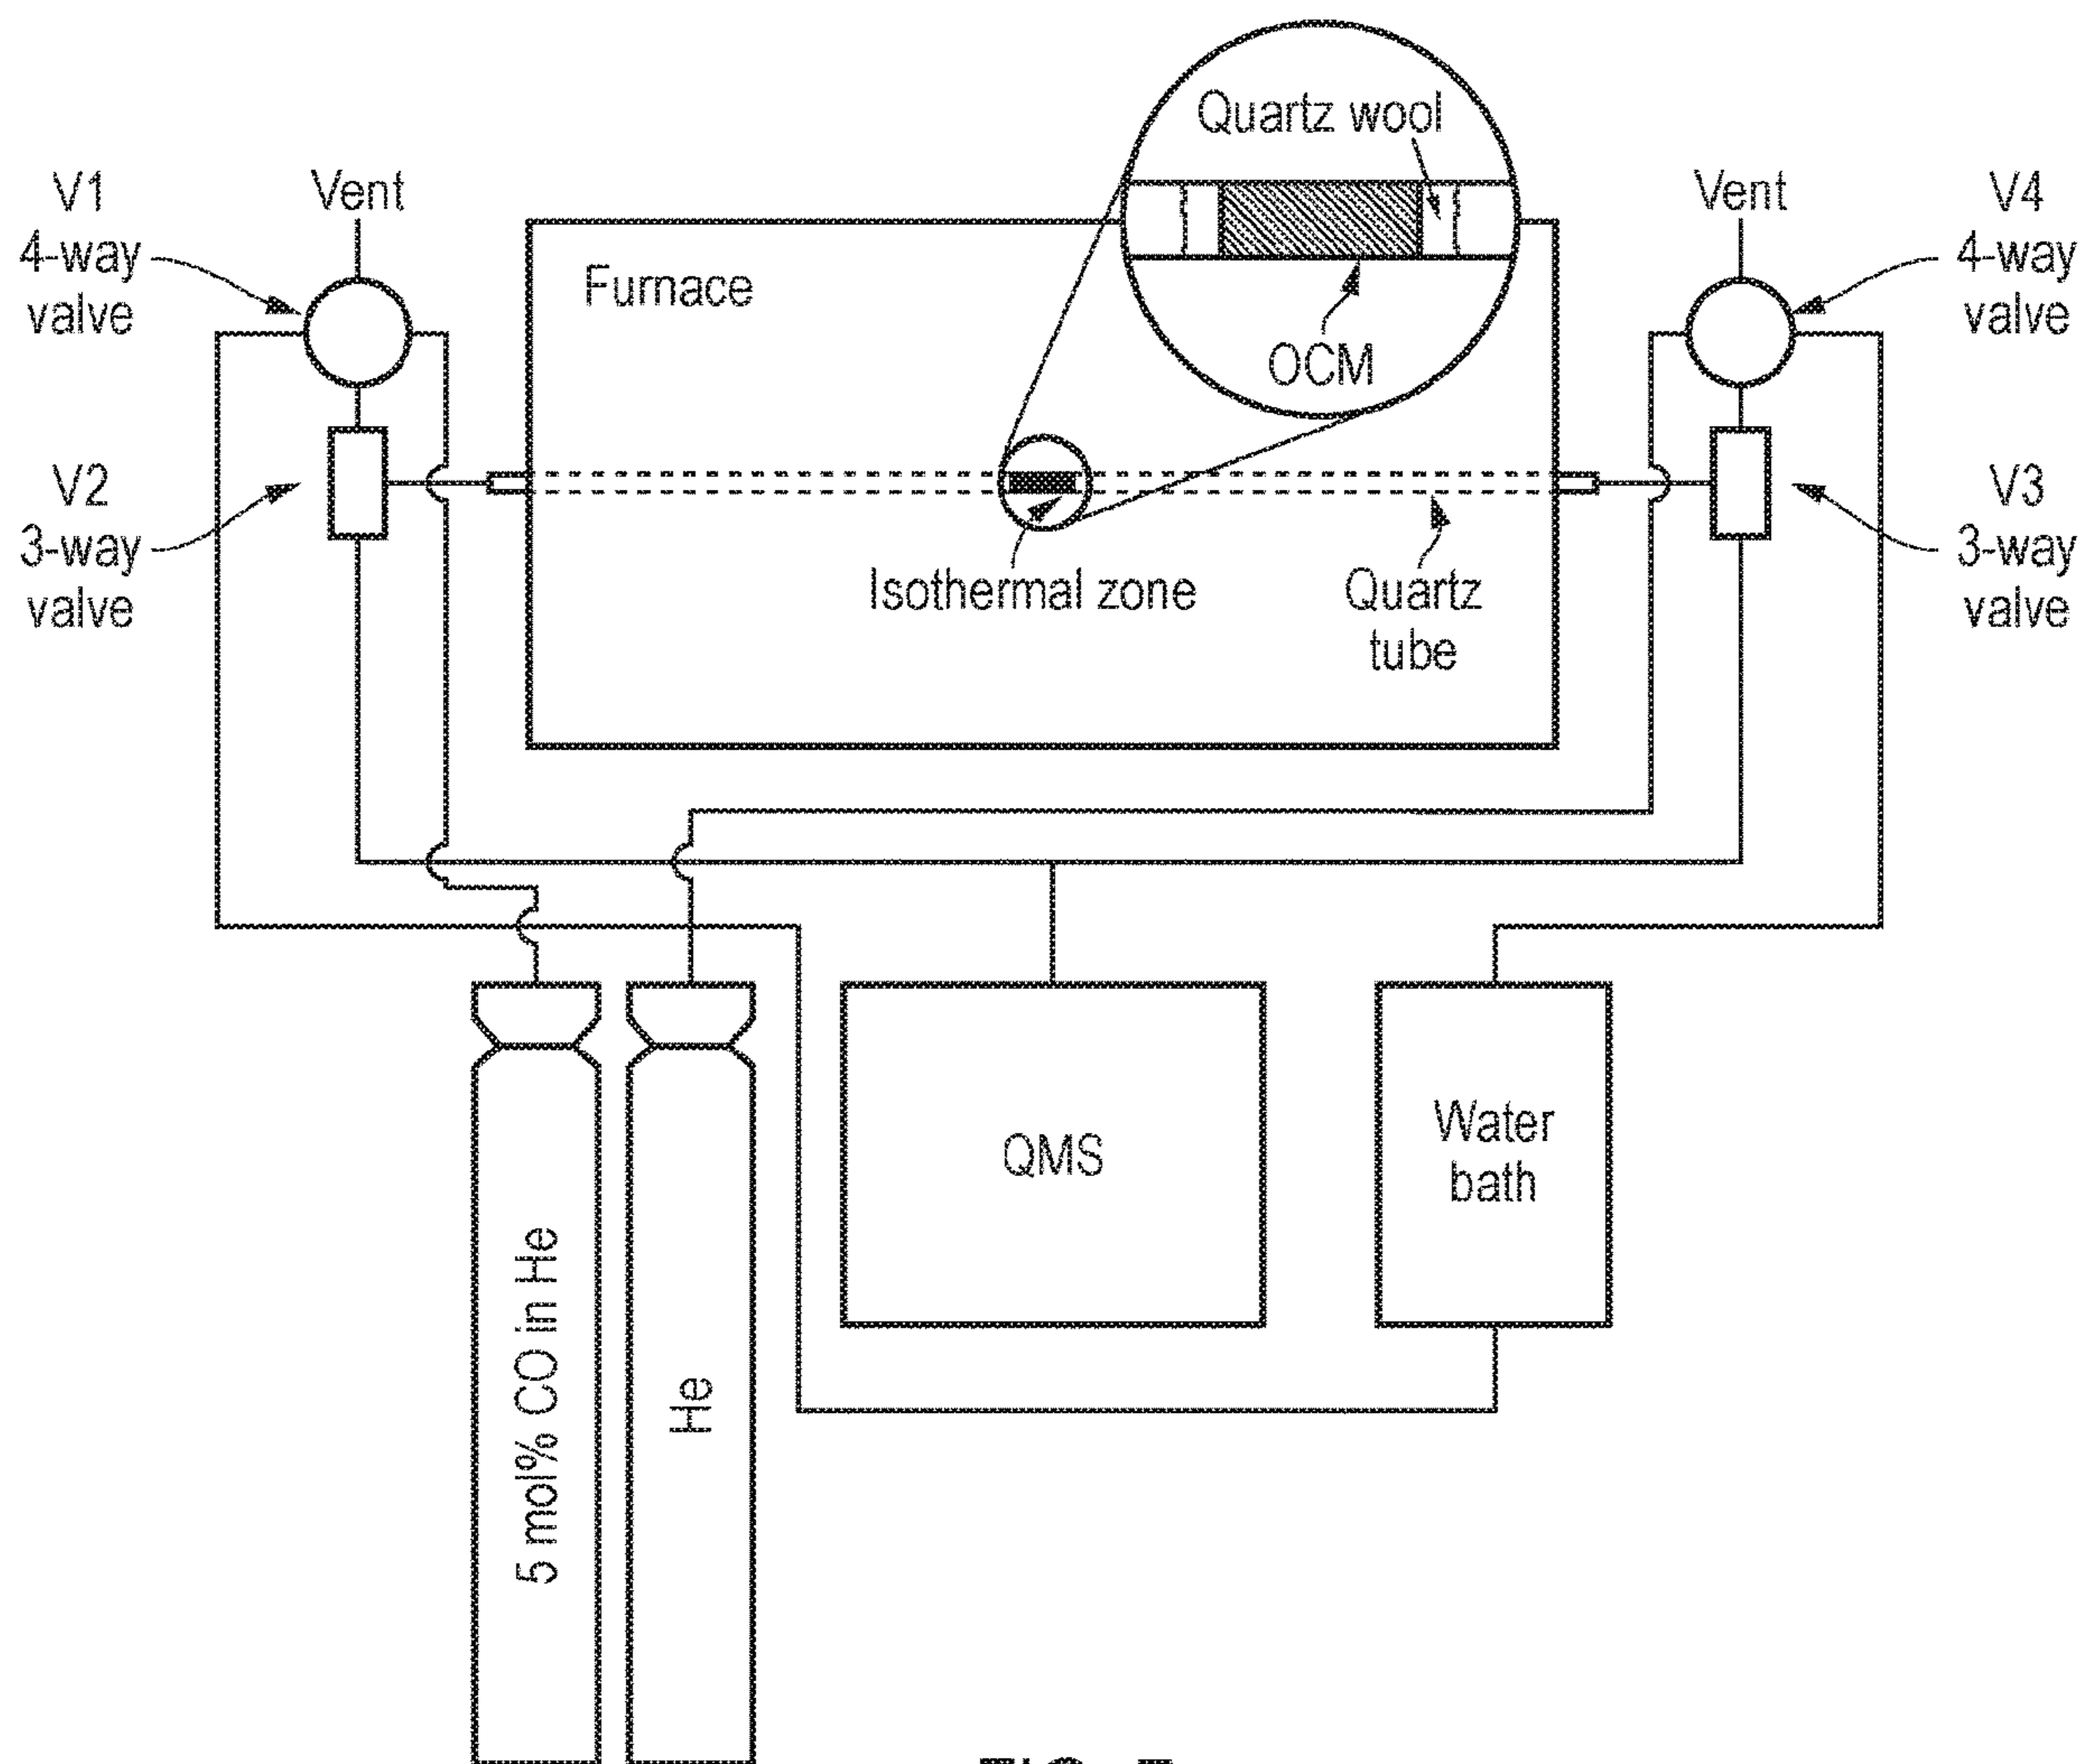 Quartz wool
V1
4-way
valve
Vent
Vent
V4
4-way
valve
Furnace
OCM
V2
3-way
valve
V3
3-way
valve
Isothermal zone
Quartz
tube
QMS
Water
bath
5 mol% CO in He
He